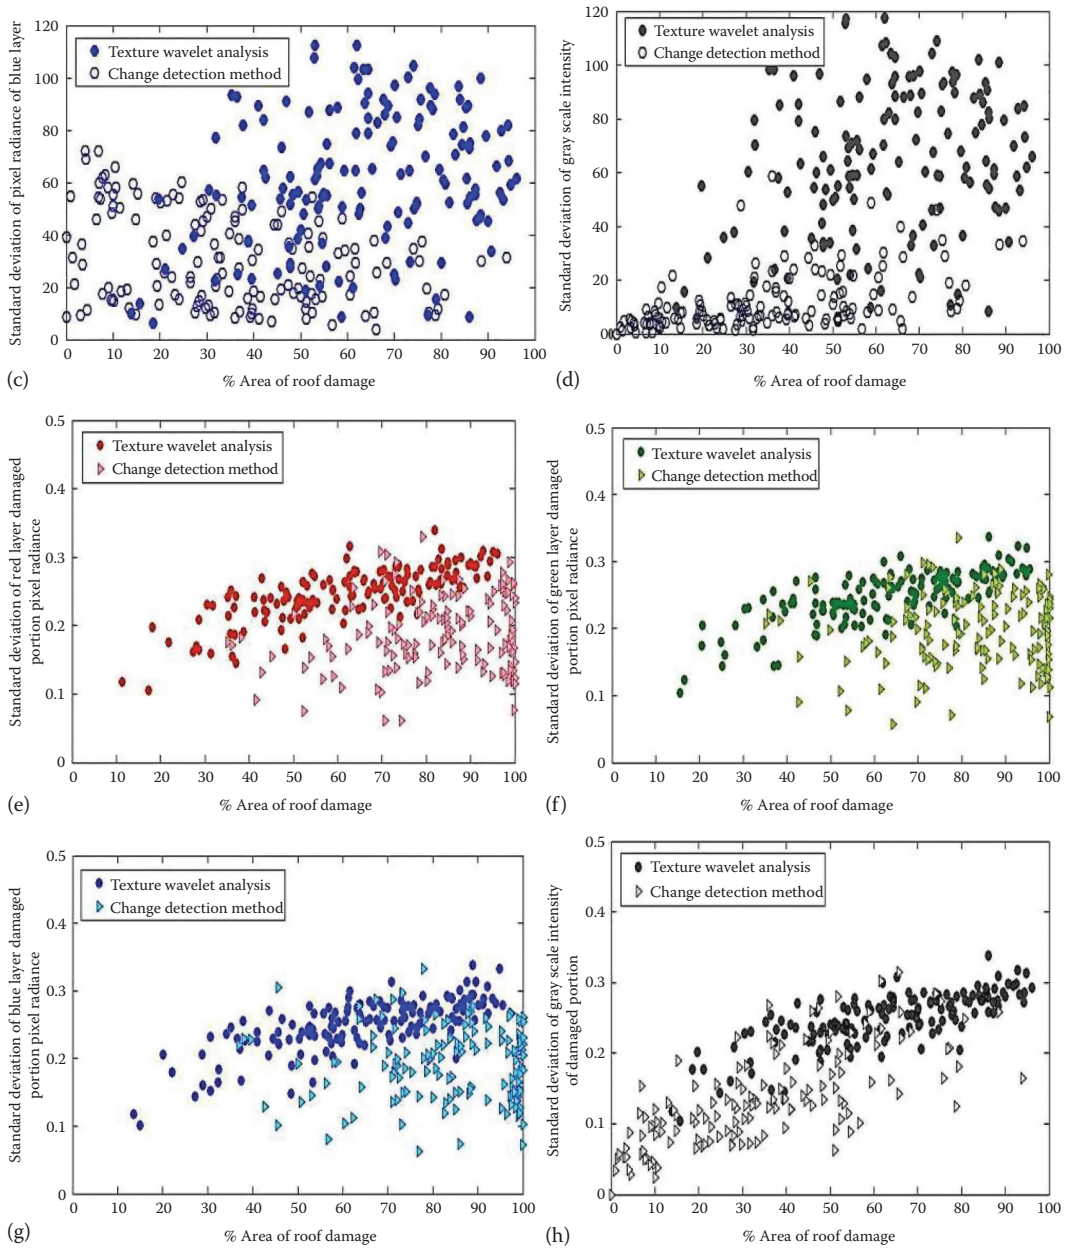 Standard deviation of pixel radiance of blue layer
120
100
80
60
40
20
0
Texture wavelet analysis
Change detection method
0 10 20 30 40 50 60 70 80 90 100
% Area of roof damage
(c)
Standard deviation of gray scale intensity
120
100
80
60
40
20
10
0
Texture wavelet analysis
Change detection method
0 10 20 30 40 50 60 70 80 90 100
% Area of roof damage
(d)
Standard deviation of red layer damaged
portion pixel radiance
0.5
0.4
0.3
0.2
0.1
0
Texture wavelet analysis
Change detection method
0 10 20 30 40 50 60 70 80 90 100
% Area of roof damage
(e)
Standard deviation of green layer damaged
portion pixel radiance
0.5
0.4
0.3
0.2
0.1
0
Texture wavelet analysis
Change detection method
0 10 20 30 40 50 60 70 80 90 100
% Area of roof damage
(f)
Standard deviation of blue layer damaged
portion pixel radiance
0.5
0.4
0.3
0.2
0.1
0
Texture wavelet analysis
Change detection method
0 10 20 30 40 50 60 70 80 90 100
% Area of roof damage
(g)
Standard deviation of gray scale intensity
of damaged portion
0.5
0.4
0.3
0.2
0.1
0
Texture wavelet analysis
Change detection method
0 10 20 30 40 50 60 70 80 90 100
% Area of roof damage
(h)